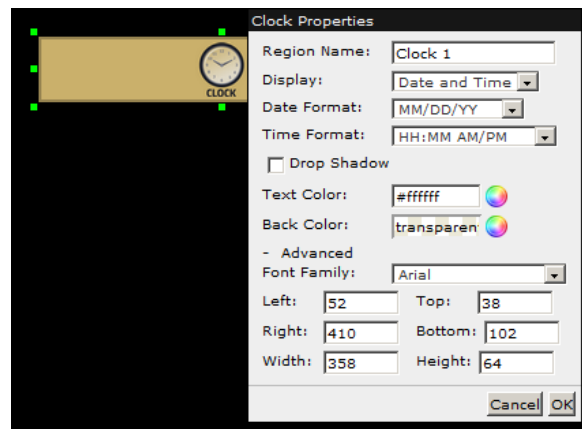 Clock Properties
Region Name: Clock 1
Display: Date and Time
Date Format: MM/DD/YY
Time Format: HH:MM AM/PM
Drop Shadow
Text Color: #ffffff
Back Color: transparen
- Advanced
Font Family: Arial
Left: 52 Top: 38
Right: 410 Bottom: 102
Width: 358 Height: 64
Cancel OK
CLOCK